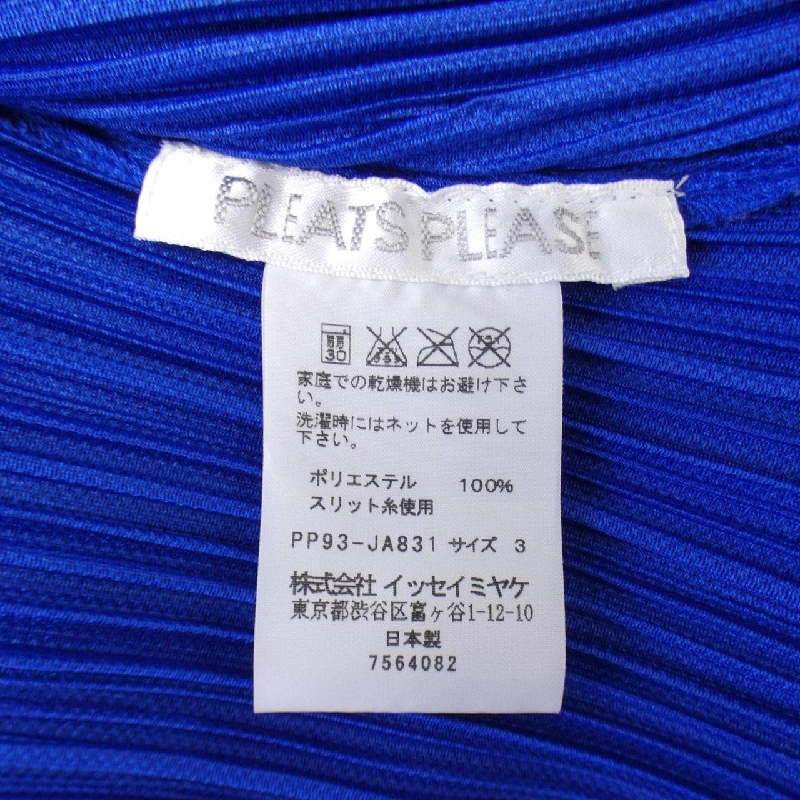 PLEATS PLEASE
弱
30
家庭での乾燥機はお避け下さ
い。
洗濯時にはネットを使用して
下さい。
ポリエステル 100%
スリット糸使用
PP93-JA831 サイズ 3
株式会社 イッセイミヤケ
東京都渋谷区富ヶ谷1-12-10
日本製
7564082